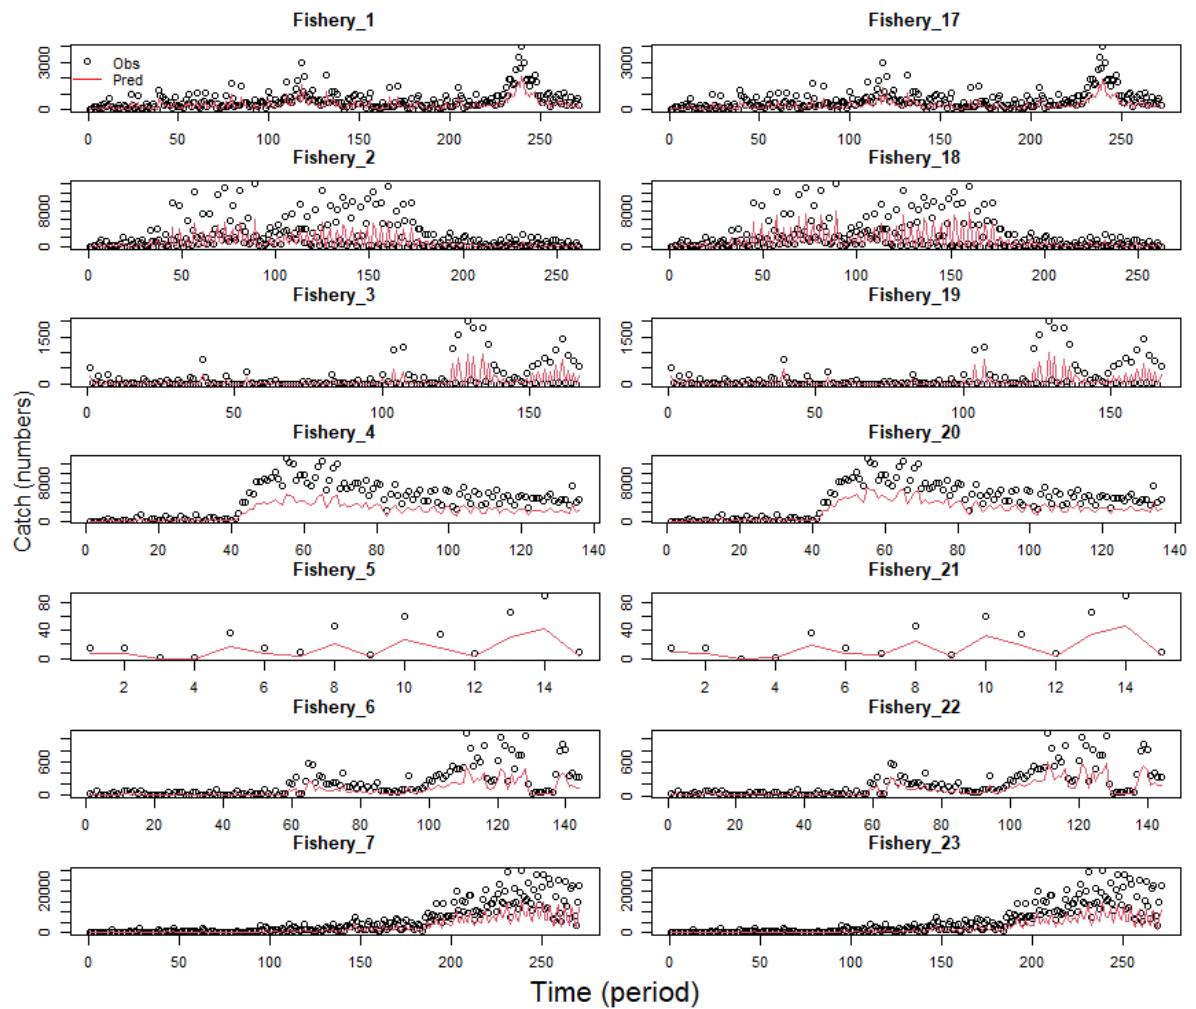 Fishery_1 Fishery_17
3000 Obs 3000
Pred
0 0
0 50 100 150 200 250 0 50 100 150 200 250
Fishery_2 Fishery_18
8000 8000
0 0
0 50 100 150 200 250 0 50 100 150 200 250
Fishery_3 Fishery_19
1500 1500
0 0
0 50 100 150 0 50 100 150
Catch (numbers)
Fishery_4 Fishery_20
8000 8000
0 0
0 20 40 60 80 100 120 140 0 20 40 60 80 100 120 140
Fishery_5 Fishery_21
80 80
40 40
0 0
2 4 6 8 10 12 14 2 4 6 8 10 12 14
Fishery_6 Fishery_22
600 600
0 0
0 20 40 60 80 100 120 140 0 20 40 60 80 100 120 140
Fishery_7 Fishery_23
20000 20000
0 0
0 50 100 150 200 250 0 50 100 150 200 250
Time (period)